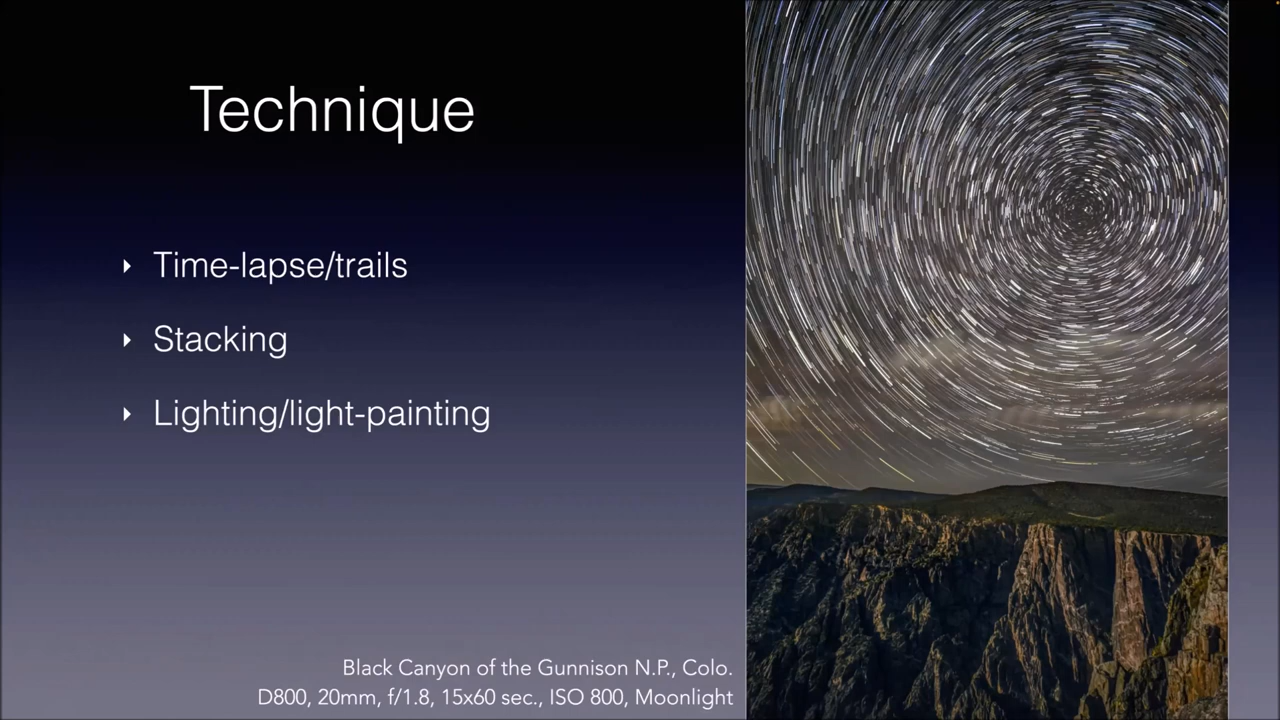 Technique
Time-lapse/trails
Stacking
Lighting/light-painting
Black Canyon of the Gunnison N.P., Colo.
D800, 20mm, f/1.8, 15x60 sec., ISO 800, Moonlight